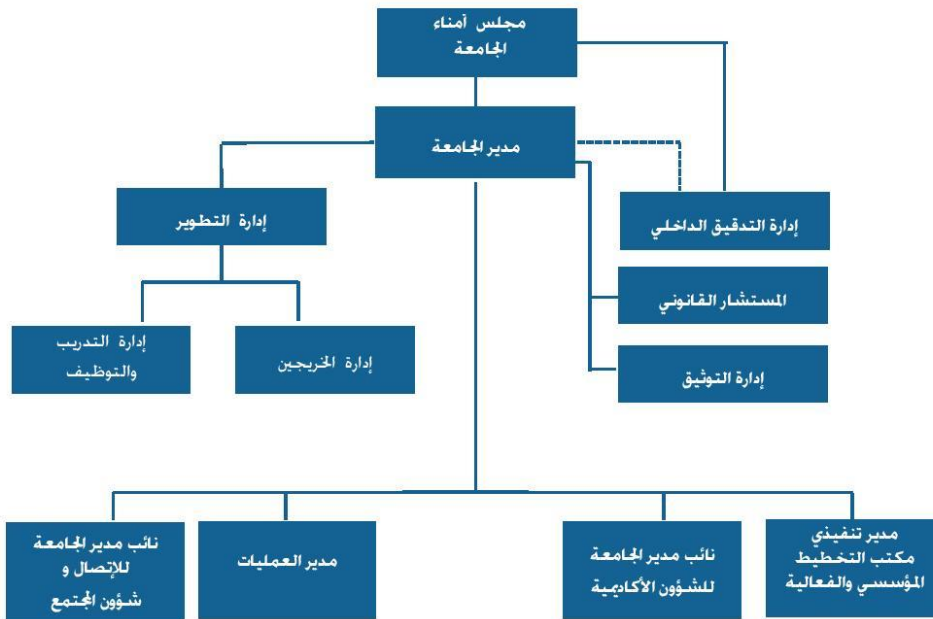 مجلس أمناء
الجامعة
مدير الجامعة
إدارة التطوير
إدارة التدقيق الداخلي
المستشار القانوني
إدارة التوثيق
إدارة الخريجين
إدارة التدريب
والتوظيف
مدير تنفيذي
مكتب التخطيط
المؤسسي والفعالية
نائب مدير الجامعة
للشؤون الأكاديمية
مدير العمليات
نائب مدير الجامعة
للإتصال و
شؤون المجتمع